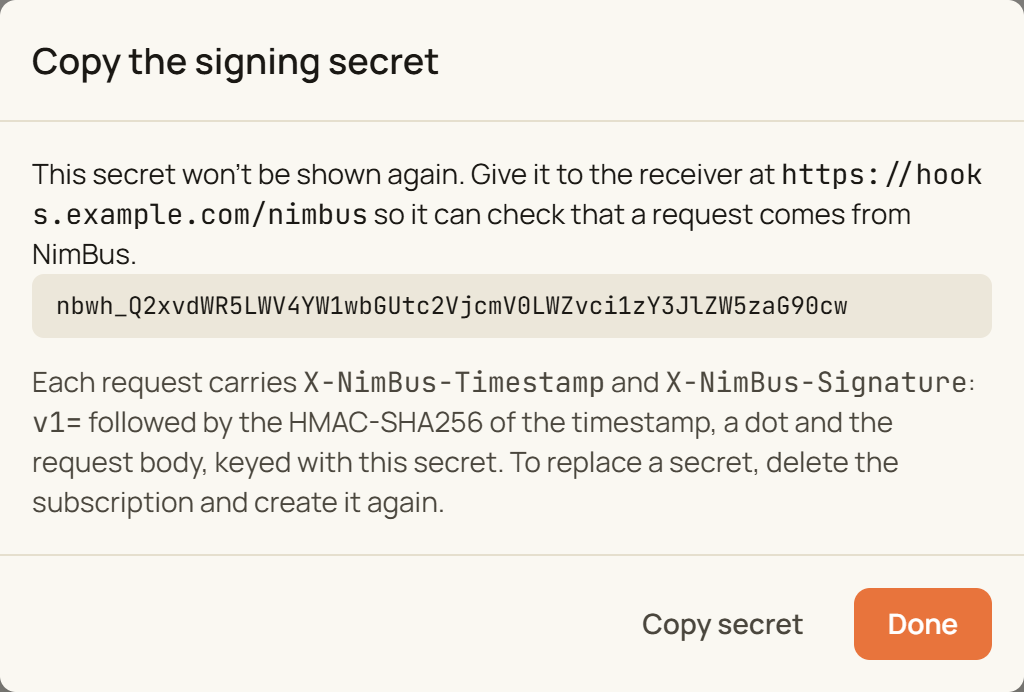 Copy the signing secret
This secret won’t be shown again. Give it to the receiver at https://hook
s.example.com/nimbus so it can check that a request comes from
NimBus.
nbwh_Q2xvdWR5LWV4YW1wbGUtc2VjcmV0LWZvci1zY3JlZW5zaG90cw
Each request carries X-NimBus-Timestamp and X-NimBus-Signature:
v1= followed by the HMAC-SHA256 of the timestamp, a dot and the
request body, keyed with this secret. To replace a secret, delete the
subscription and create it again.
Copy secret
Done